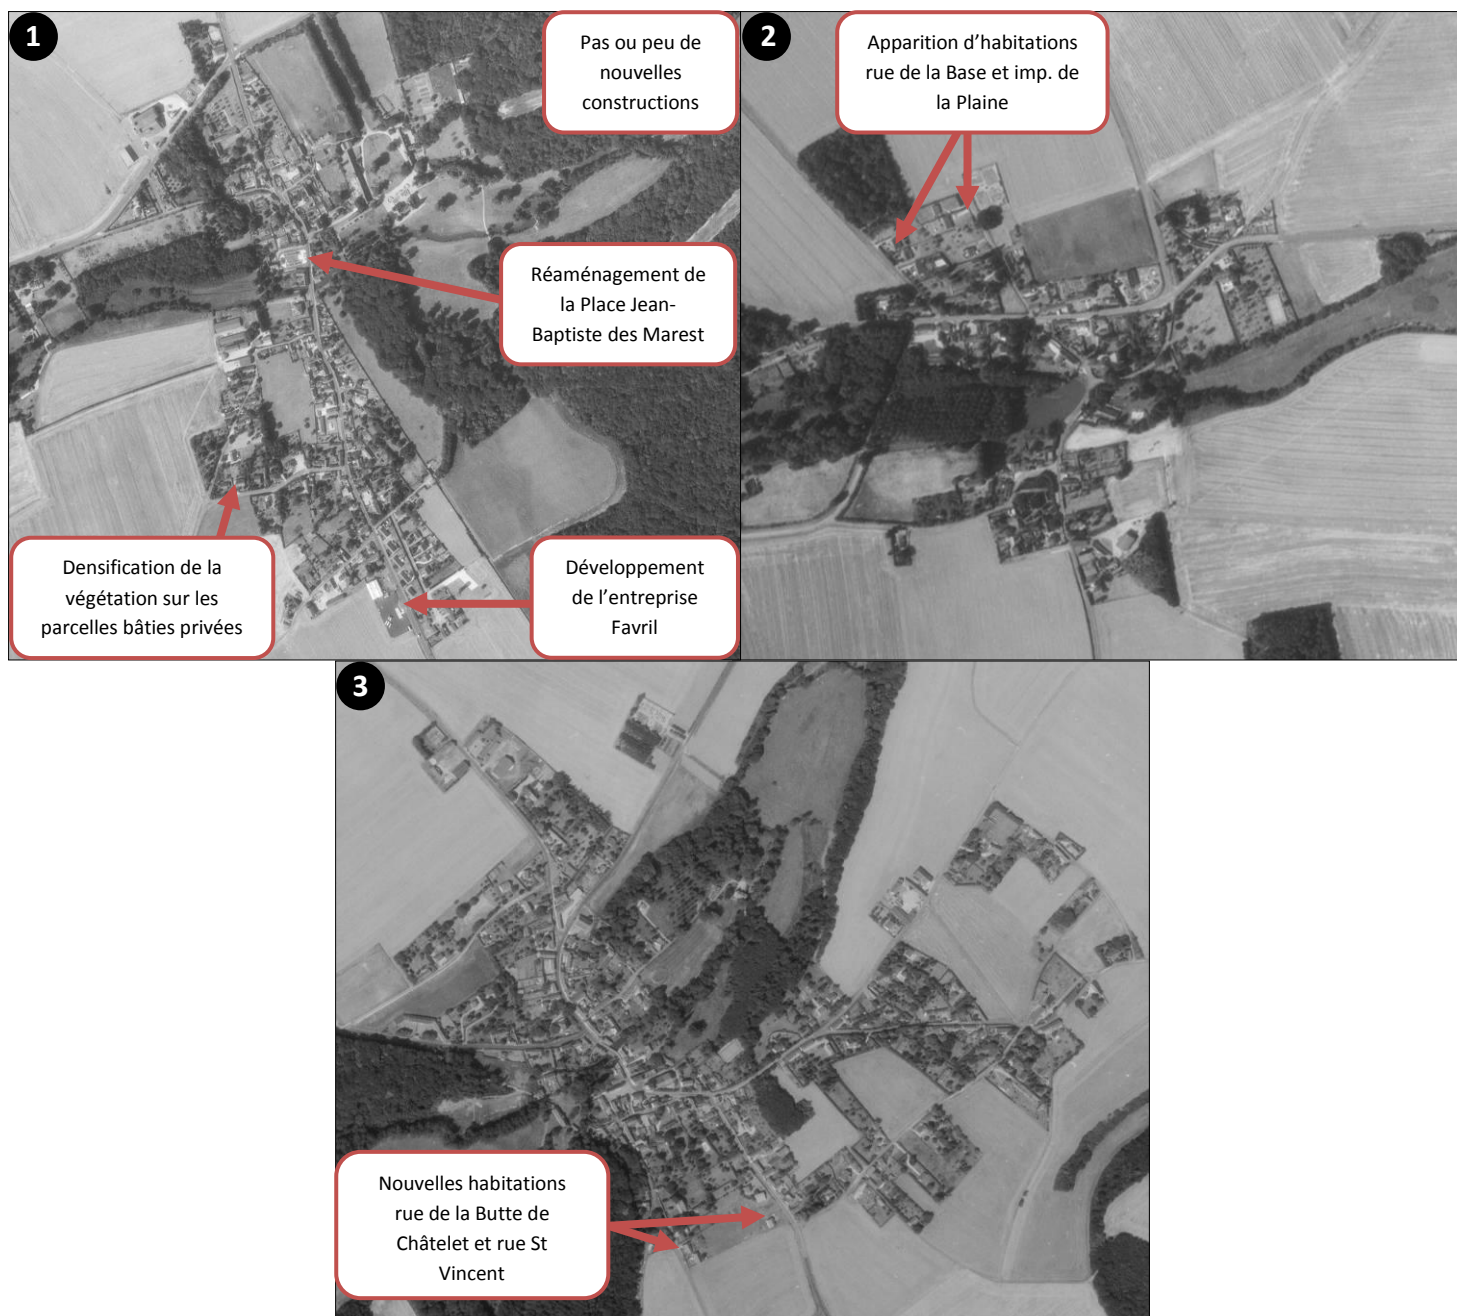 1
Pas ou peu de
nouvelles
constructions
Réaménagement de
la Place Jean-
Baptiste des Marest
Densification de la
végétation sur les
parcelles bâties privées
Développement
de l'entreprise
Favril
2
Apparition d'habitations
rue de la Base et imp. de
la Plaine
3
Nouvelles habitations
rue de la Butte de
Châtelet et rue St
Vincent